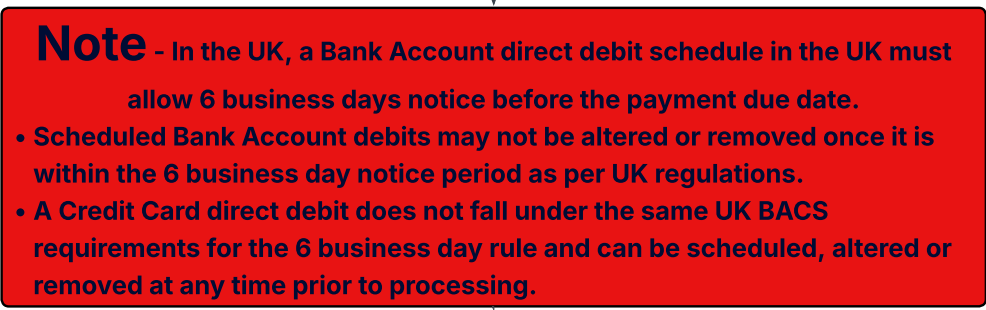 Note - In the UK, a Bank Account direct debit schedule in the UK must
allow 6 business days notice before the payment due date.
• Scheduled Bank Account debits may not be altered or removed once it is
within the 6 business day notice period as per UK regulations.
• A Credit Card direct debit does not fall under the same UK BACS
requirements for the 6 business day rule and can be scheduled, altered or
removed at any time prior to processing.